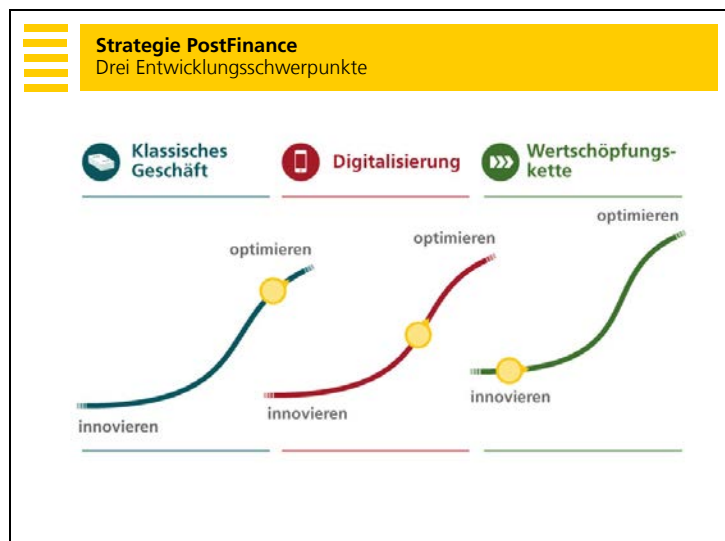 Strategie PostFinance
Drei Entwicklungsschwerpunkte
Klassisches
Geschäft
Digitalisierung
Wertschöpfungs-
kette
optimieren
optimieren
optimieren
innovieren
innovieren
innovieren